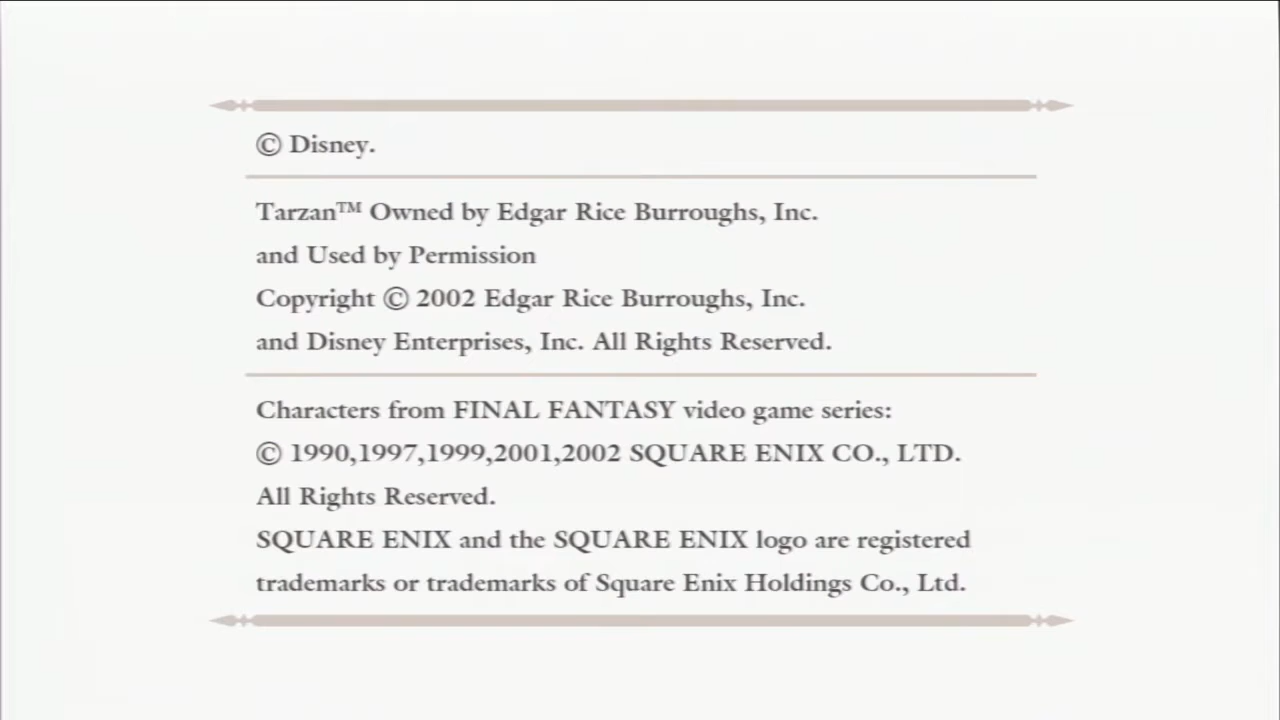 © Disney.
Tarzan™ Owned by Edgar Rice Burroughs, Inc.
and Used by Permission
Copyright © 2002 Edgar Rice Burroughs, Inc.
and Disney Enterprises, Inc. All Rights Reserved.
Characters from FINAL FANTASY video game series:
© 1990,1997,1999,2001,2002 SQUARE ENIX CO., LTD.
All Rights Reserved.
SQUARE ENIX and the SQUARE ENIX logo are registered
trademarks or trademarks of Square Enix Holdings Co., Ltd.